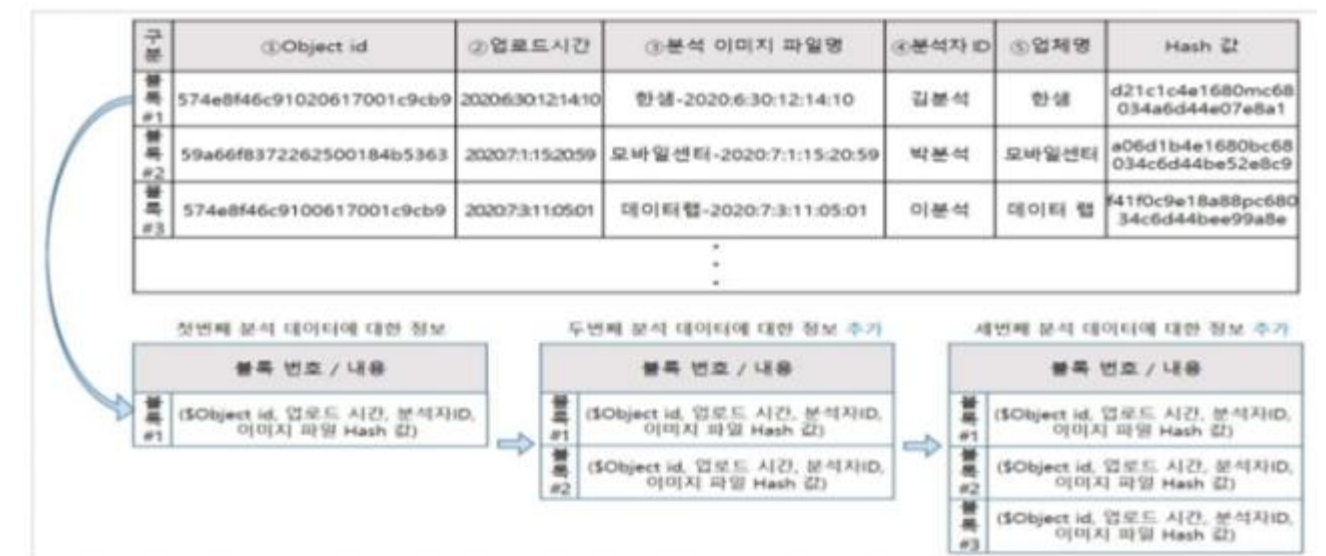 구분 ①Object id ②업로드시간 ③분석 이미지 파일명 ④분석자 ID ⑤업체명 Hash 값
블록 #1 574e8f46c91020617001c9cb9 2020:6:30:12:14:10 한샘-2020:6:30:12:14:10 김분석 한샘 d21c1c4e1680mc68
034a6d44e07e8a1
블록 #2 59a66f8372262500184b5363 2020:7:1:15:20:59 모바일센터-2020:7:1:15:20:59 박분석 모바일센터 a06d1b4e1680bc68
034c6d44be52e8c9
블록 #3 574e8f46c9100617001c9cb9 2020:7:3:11:05:01 데이터랩-2020:7:3:11:05:01 이분석 데이터 랩 f41f0c9e18a88pc680
34c6d44bee99a8e
첫번째 분석 데이터에 대한 정보
블록 번호 / 내용
블록 #1 ($Object id, 업로드 시간, 분석자ID,
이미지 파일 Hash 값)
두번째 분석 데이터에 대한 정보 추가
블록 번호 / 내용
블록 #1 ($Object id, 업로드 시간, 분석자ID,
이미지 파일 Hash 값)
블록 #2 ($Object id, 업로드 시간, 분석자ID,
이미지 파일 Hash 값)
세번째 분석 데이터에 대한 정보 추가
블록 번호 / 내용
블록 #1 ($Object id, 업로드 시간, 분석자ID,
이미지 파일 Hash 값)
블록 #2 ($Object id, 업로드 시간, 분석자ID,
이미지 파일 Hash 값)
블록 #3 ($Object id, 업로드 시간, 분석자ID,
이미지 파일 Hash 값)